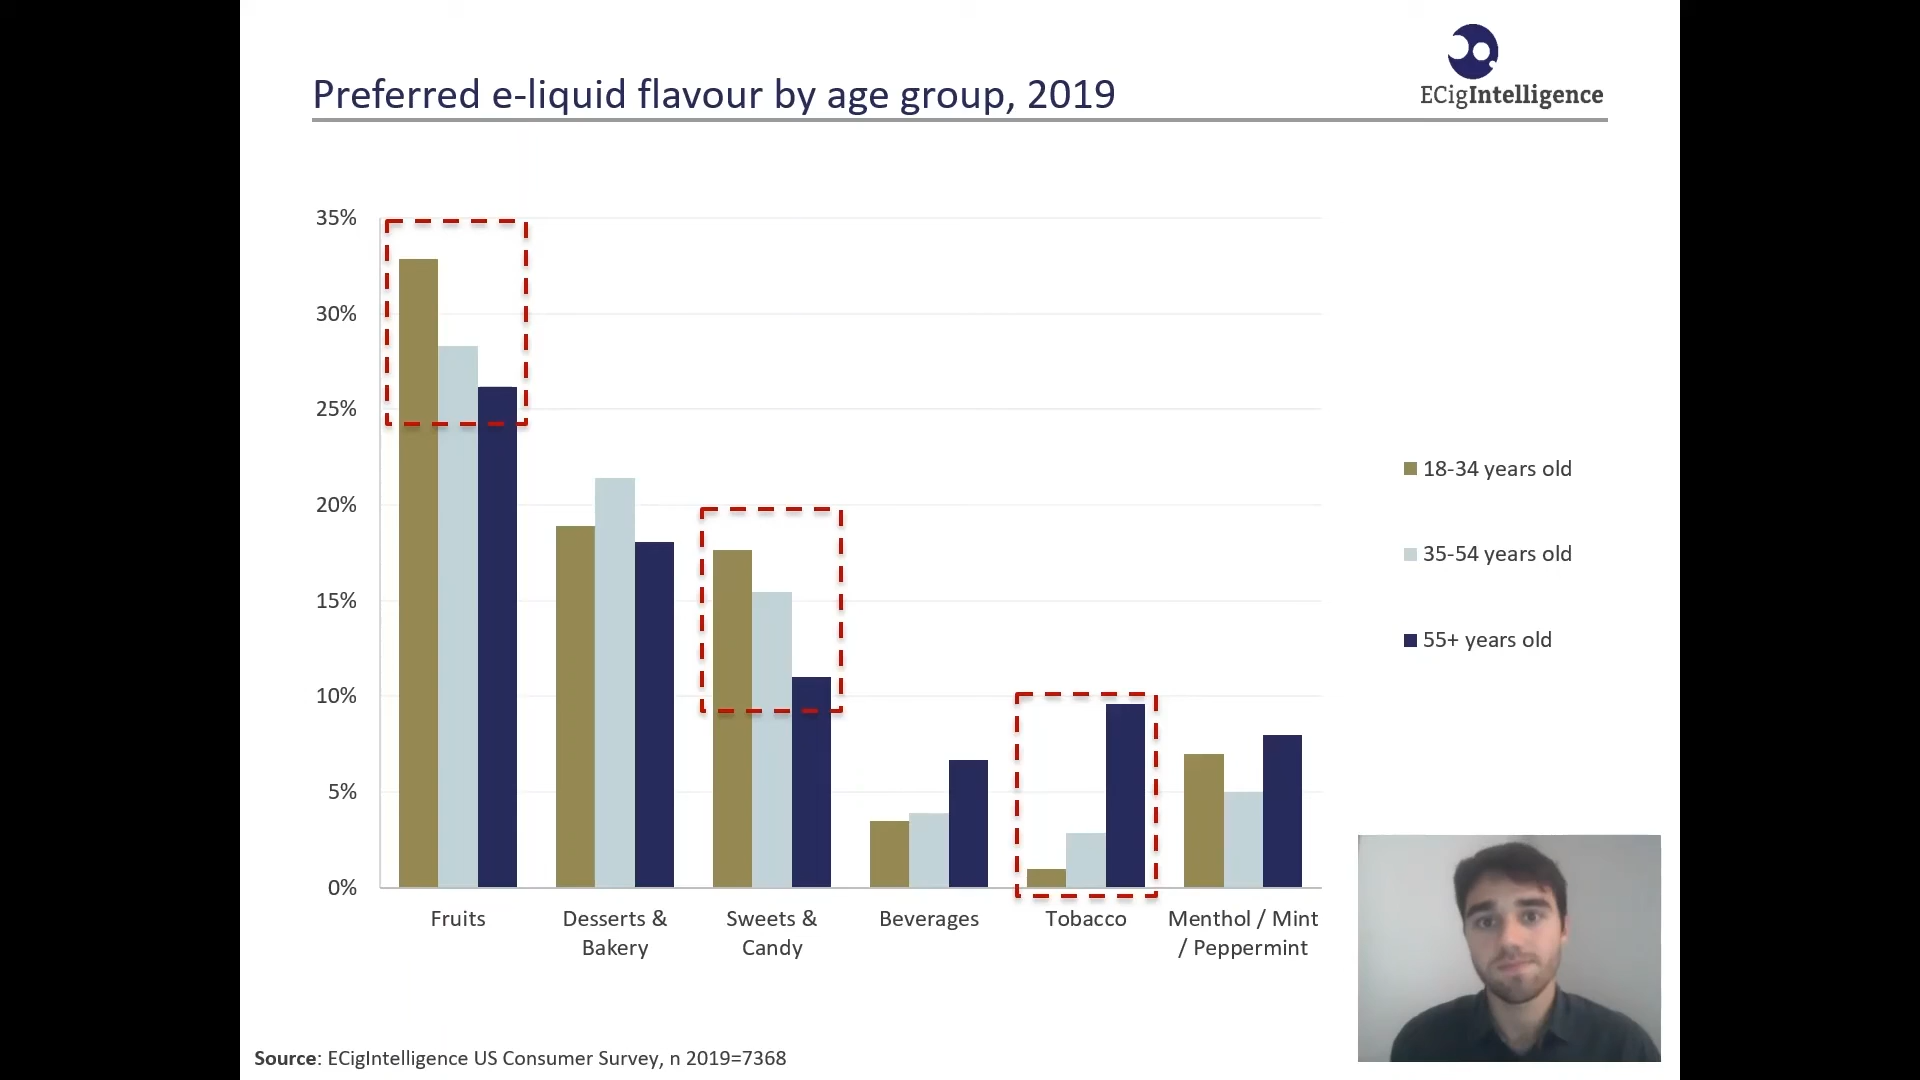 ECigIntelligence
Preferred e-liquid flavour by age group, 2019
35%
30%
25%
20%
15%
10%
5%
0%
Fruits
Desserts &
Bakery
Sweets &
Candy
Beverages
Tobacco
Menthol / Mint
/ Peppermint
18-34 years old
35-54 years old
55+ years old
Source: ECigIntelligence US Consumer Survey, n 2019=7368